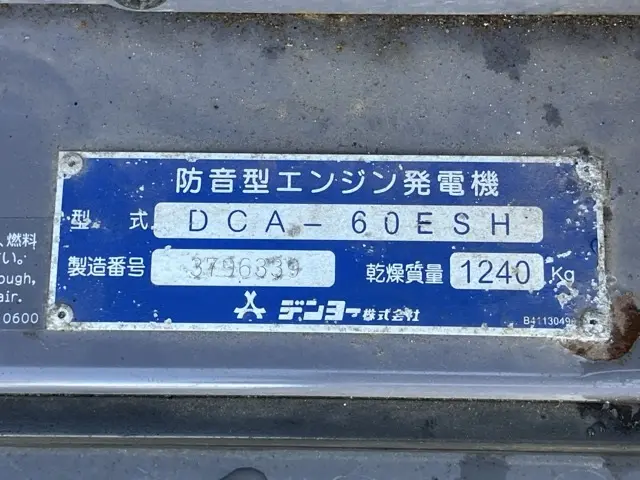 防音型エンジン発電機
型 式 DCA-60ESH
製造番号 3796339
乾燥質量 1240 Kg
デンヨー株式会社
B4113049
、燃料
さい。
ough,
air.
0600